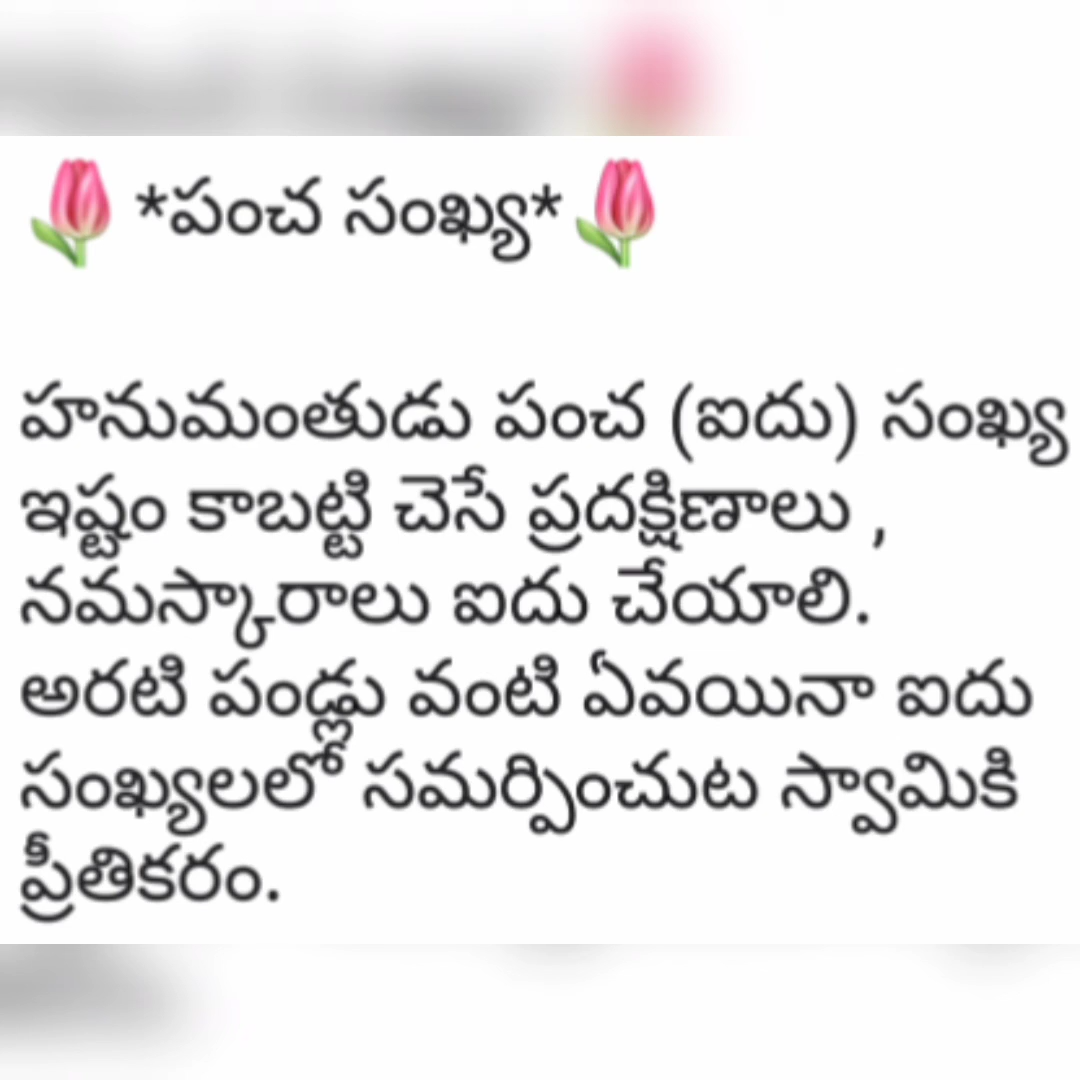 🌷 *పంచ సంఖ్య*🌷
హనుమంతుడు పంచ (ఐదు) సంఖ్య
ఇష్టం కాబట్టి చెసే ప్రదక్షిణాలు ,
నమస్కారాలు ఐదు చేయాలి.
అరటి పండ్లు వంటి ఏవయినా ఐదు
సంఖ్యలలో సమర్పించుట స్వామికి
ప్రీతికరం.